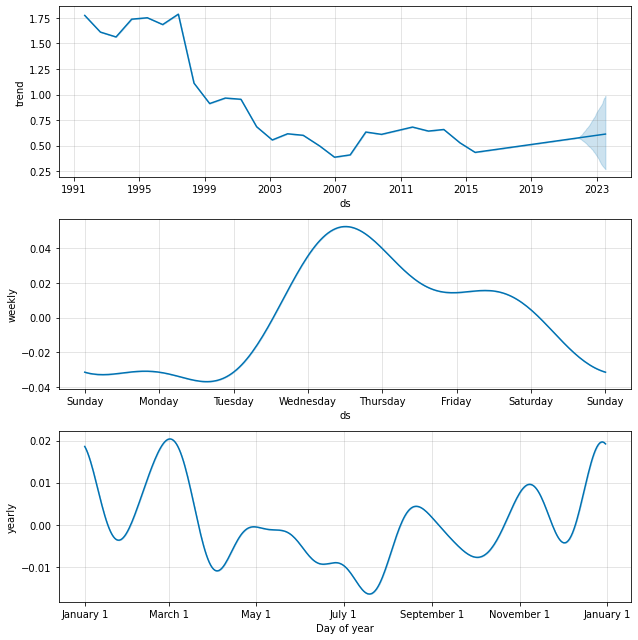 1.75
1.50
1.25
1.00
0.75
0.50
0.25
trend
1991 1995 1999 2003 2007 2011 2015 2019 2023
ds
0.04
0.02
0.00
−0.02
−0.04
weekly
Sunday Monday Tuesday Wednesday Thursday Friday Saturday Sunday
ds
0.02
0.01
0.00
−0.01
yearly
January 1 March 1 May 1 July 1 September 1 November 1 January 1
Day of year